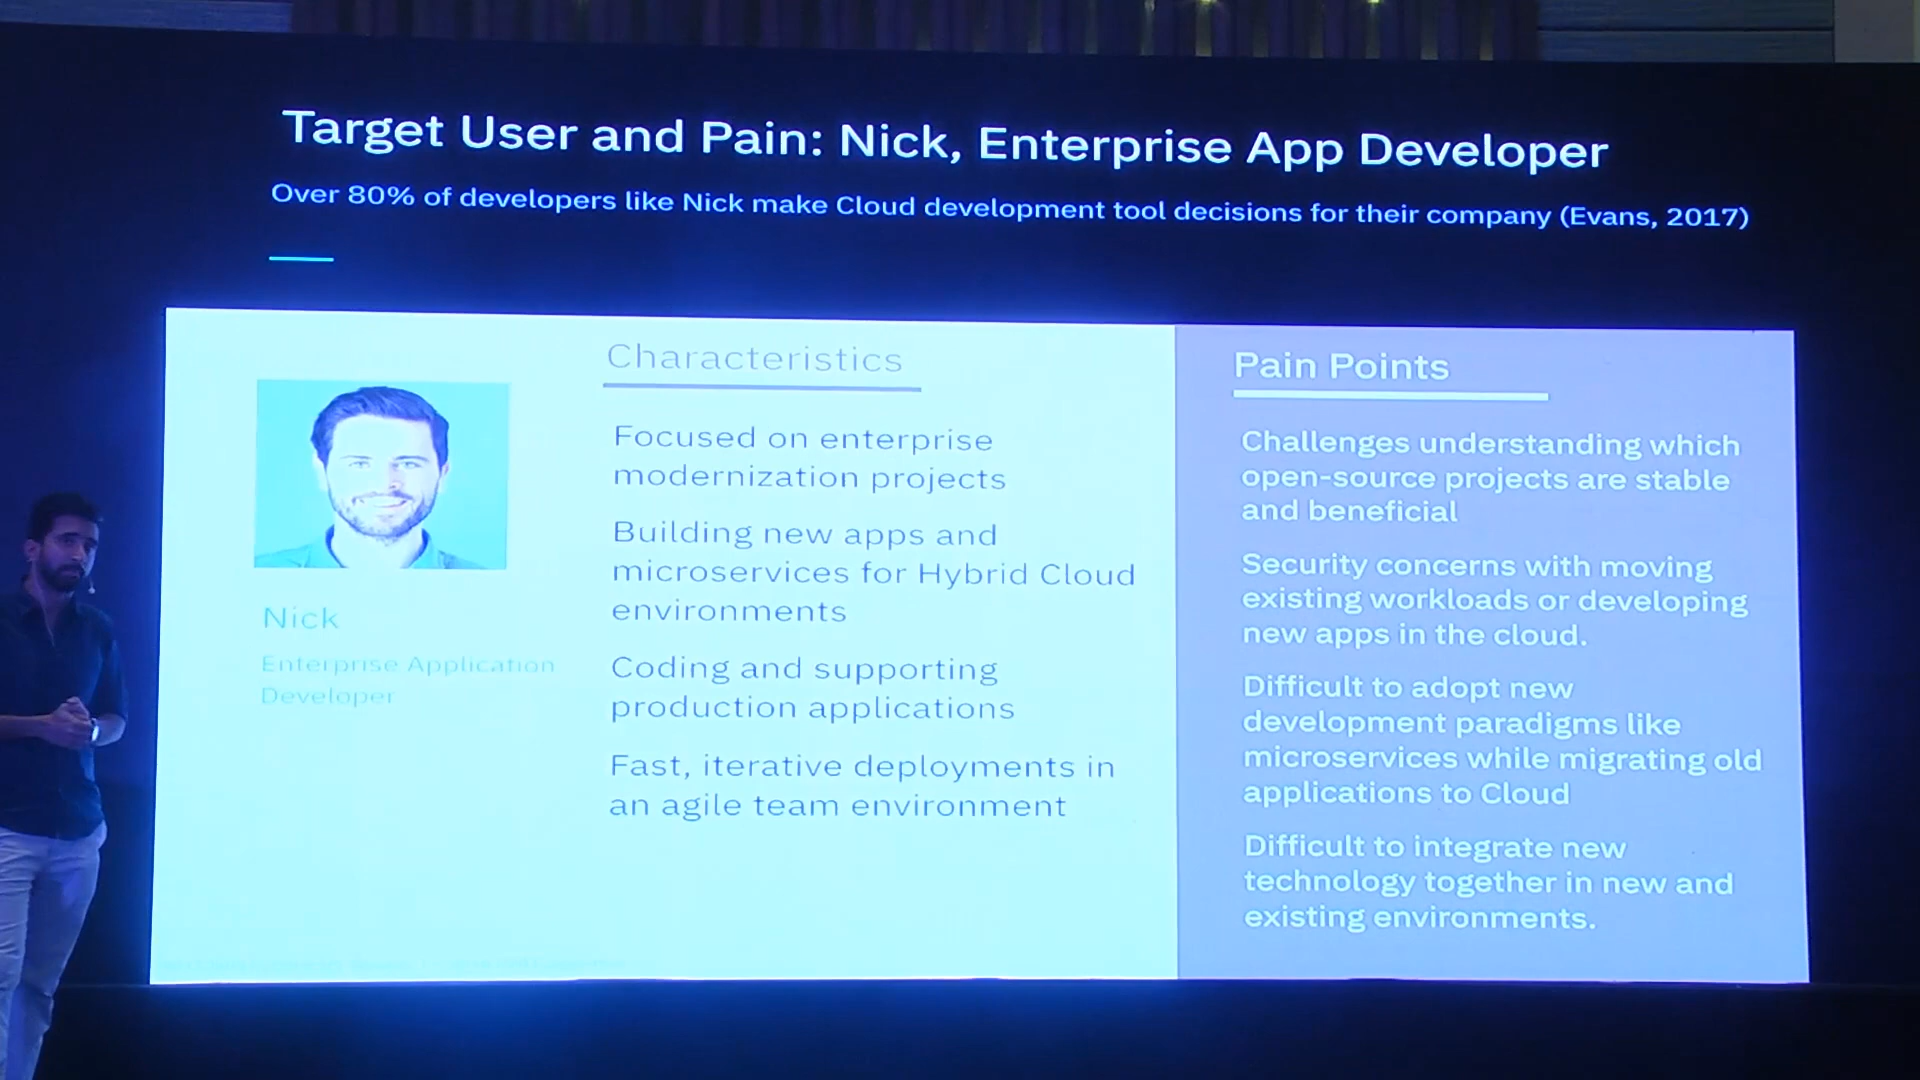 Target User and Pain: Nick, Enterprise App Developer
Over 80% of developers like Nick make Cloud development tool decisions for their company (Evans, 2017)
Nick
Enterprise Application
Developer
Characteristics
Focused on enterprise
modernization projects
Building new apps and
microservices for Hybrid Cloud
environments
Coding and supporting
production applications
Fast, iterative deployments in
an agile team environment
Pain Points
Challenges understanding which
open-source projects are stable
and beneficial
Security concerns with moving
existing workloads or developing
new apps in the cloud.
Difficult to adopt new
development paradigms like
microservices while migrating old
applications to Cloud
Difficult to integrate new
technology together in new and
existing environments.